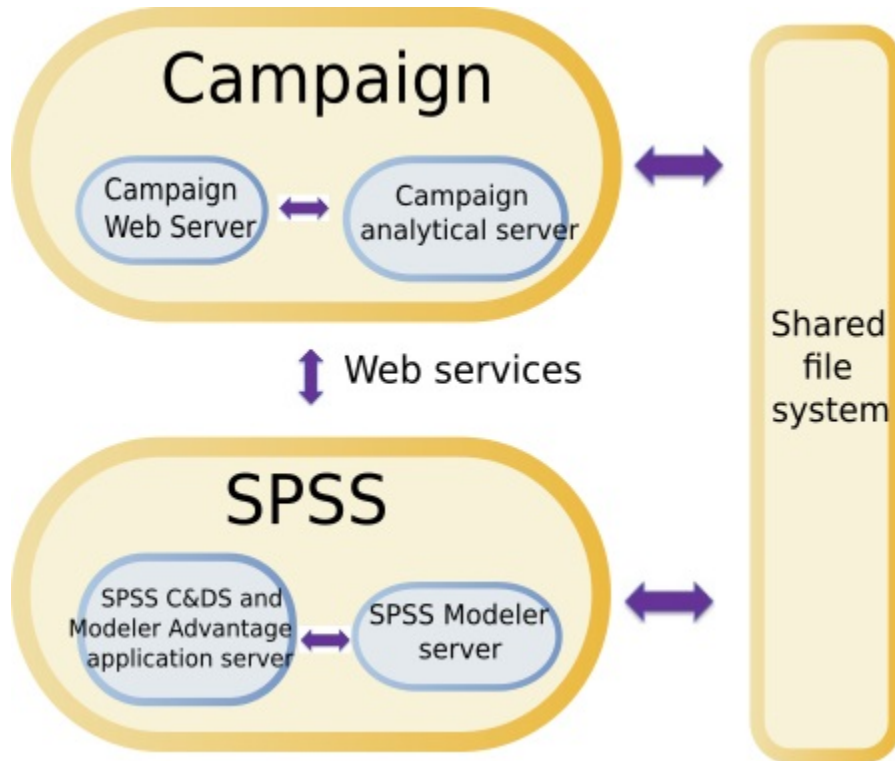 Campaign
Campaign
Web Server
Campaign
analytical server
Web services
Shared
file
system
SPSS
SPSS C&DS and
Modeler Advantage
application server
SPSS Modeler
server